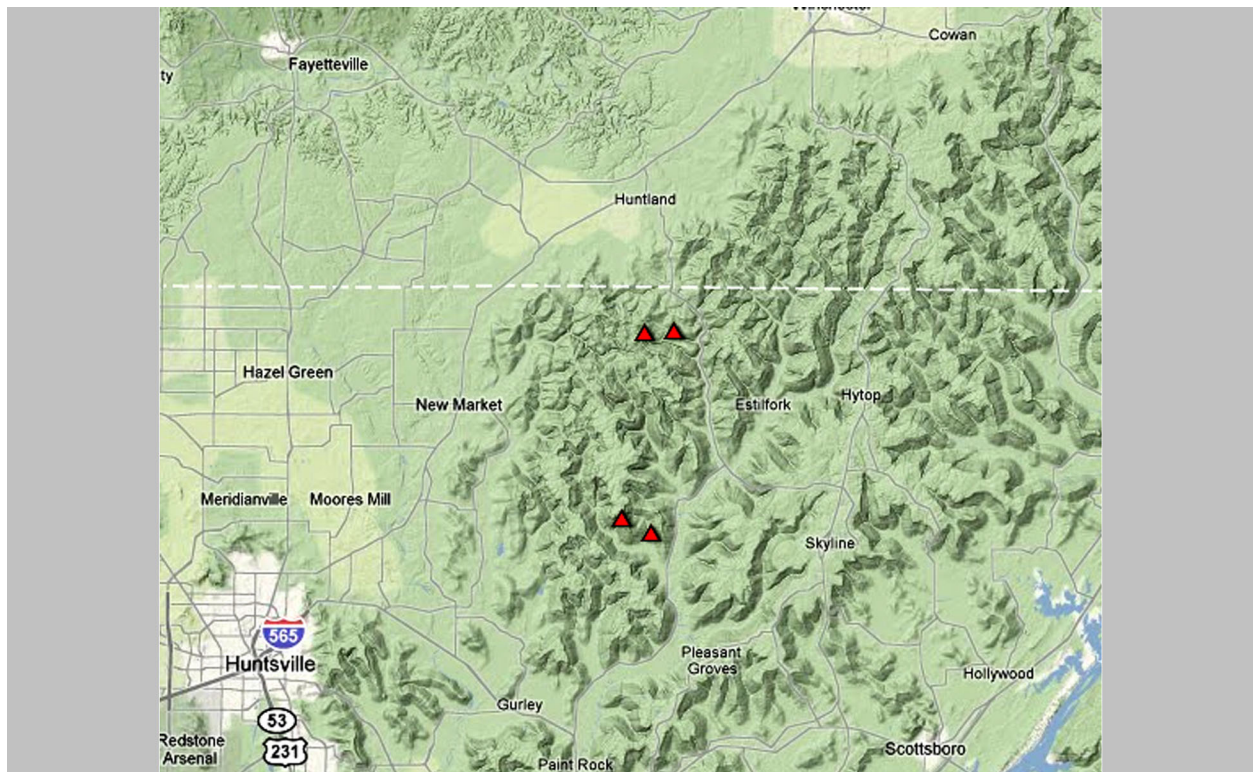 Cowan
Fayetteville
ty
Huntland
Hazel Green
New Market
Estilfork
Hytop
Meridianville
Moores Mill
Skyline
565
Huntsville
Pleasant
Groves
Hollywood
Gurley
53
Redstone
Arsenal
231
Scottsboro
Paint Rock